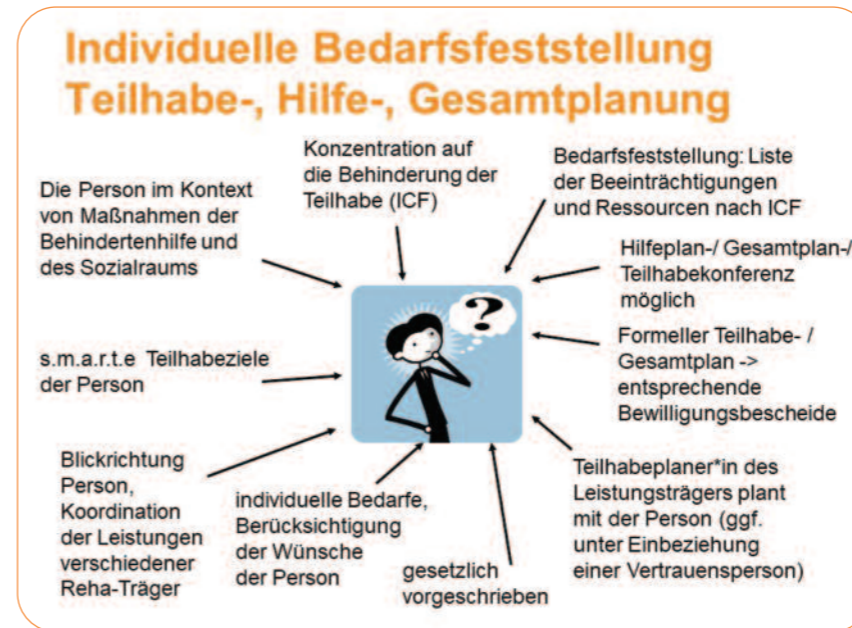 Individuelle Bedarfsfeststellung
Teilhabe-, Hilfe-, Gesamtplanung
Konzentration auf
die Behinderung der
Teilhabe (ICF)
Bedarfsfeststellung: Liste
der Beeinträchtigungen
und Ressourcen nach ICF
Die Person im Kontext
von Maßnahmen der
Behindertenhilfe und
des Sozialraums
Hilfeplan-/ Gesamtplan-/
Teilhabekonferenz
möglich
?
s.m.a.r.t.e Teilhabeziele
der Person
Formeller Teilhabe- /
Gesamtplan ->
entsprechende
Bewilligungsbescheide
Blickrichtung
Person,
Koordination
der Leistungen
verschiedener
Reha-Träger
individuelle Bedarfe,
Berücksichtigung
der Wünsche
der Person
gesetzlich
vorgeschrieben
Teilhabeplaner*in des
Leistungsträgers plant
mit der Person (ggf.
unter Einbeziehung
einer Vertrauensperson)